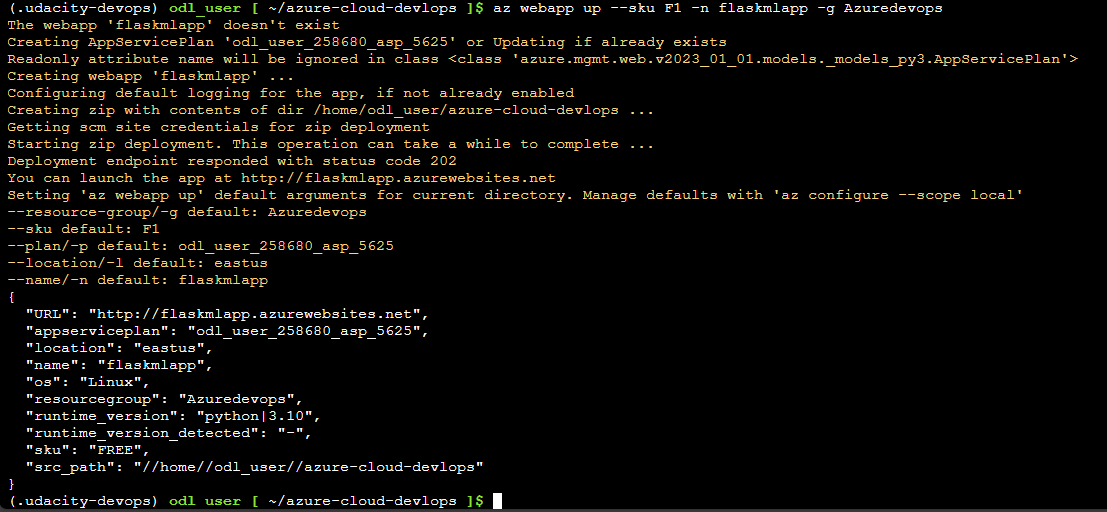 (.udacity-devops) odl_user [ ~/azure-cloud-devlops ]$ az webapp up --sku F1 -n flaskmlapp -g Azuredevops
The webapp 'flaskmlapp' doesn't exist
Creating AppServicePlan 'odl_user_258680_asp_5625' or Updating if already exists
Readonly attribute name will be ignored in class <class 'azure.mgmt.web.v2023_01_01.models._models_py3.AppServicePlan'>
Creating webapp 'flaskmlapp' ...
Configuring default logging for the app, if not already enabled
Creating zip with contents of dir /home/odl_user/azure-cloud-devlops ...
Getting scm site credentials for zip deployment
Starting zip deployment. This operation can take a while to complete ...
Deployment endpoint responded with status code 202
You can launch the app at http://flaskmlapp.azurewebsites.net
Setting 'az webapp up' default arguments for current directory. Manage defaults with 'az configure --scope local'
--resource-group/-g default: Azuredevops
--sku default: F1
--plan/-p default: odl_user_258680_asp_5625
--location/-l default: eastus
--name/-n default: flaskmlapp
{
  "URL": "http://flaskmlapp.azurewebsites.net",
  "appserviceplan": "odl_user_258680_asp_5625",
  "location": "eastus",
  "name": "flaskmlapp",
  "os": "Linux",
  "resourcegroup": "Azuredevops",
  "runtime_version": "python|3.10",
  "runtime_version_detected": "-",
  "sku": "FREE",
  "src_path": "//home//odl_user//azure-cloud-devlops"
}
(.udacity-devops) odl_user [ ~/azure-cloud-devlops ]$